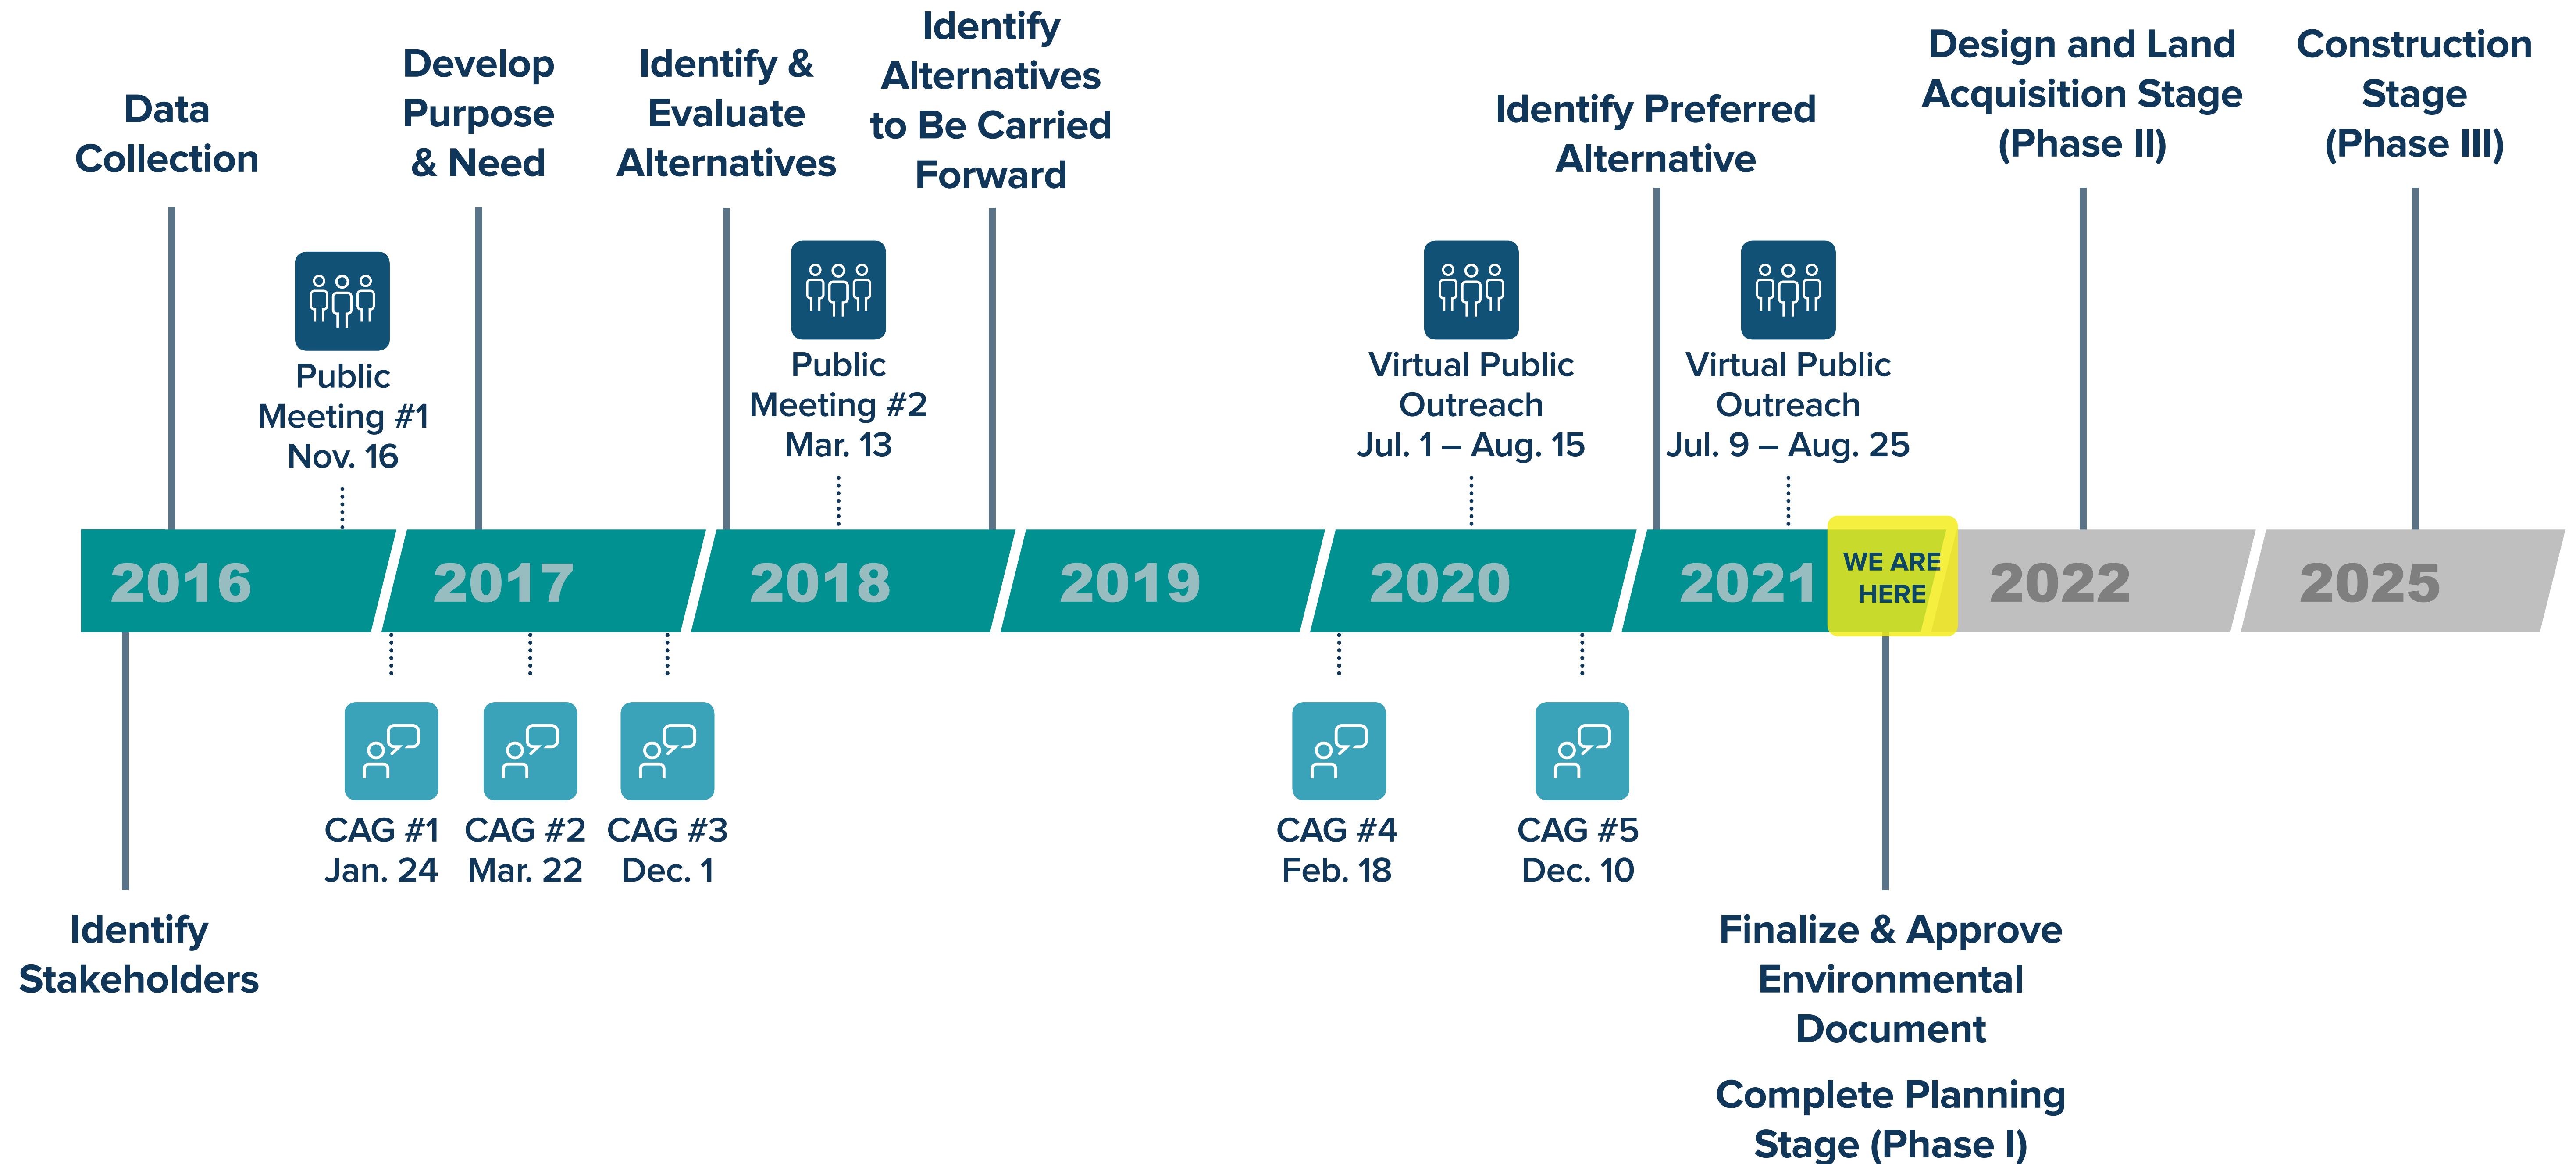 Data
Collection
Develop
Purpose
& Need
Identify &
Evaluate
Alternatives
Identify
Alternatives
to Be Carried
Forward
Identify Preferred
Alternative
Design and Land
Acquisition Stage
(Phase II)
Construction
Stage
(Phase III)
Public
Meeting #1
Nov. 16
Public
Meeting #2
Mar. 13
Virtual Public
Outreach
Jul. 1 – Aug. 15
Virtual Public
Outreach
Jul. 9 – Aug. 25
2016
2017
2018
2019
2020
2021
WE ARE
HERE
2022
2025
CAG #1
Jan. 24
CAG #2
Mar. 22
CAG #3
Dec. 1
CAG #4
Feb. 18
CAG #5
Dec. 10
Identify
Stakeholders
Finalize & Approve
Environmental
Document
Complete Planning
Stage (Phase I)